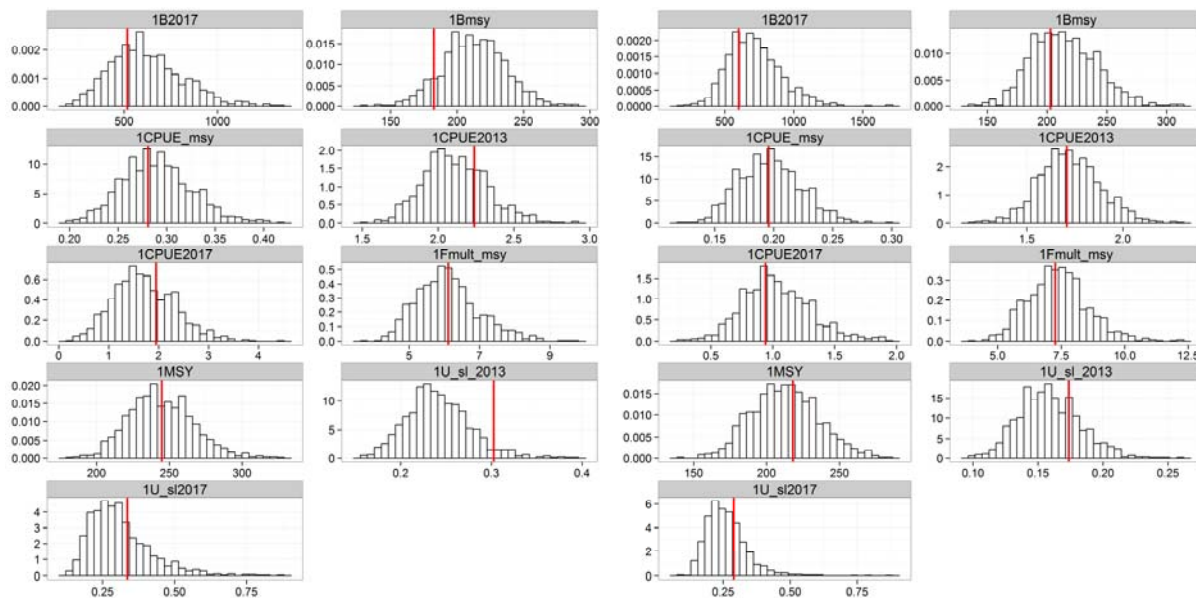 1B2017 1Bmsy 1B2017 1Bmsy
0.002 0.015 0.0020 0.010
0.001 0.010 0.0015 0.005
0.000 0.005 0.0010 0.000
0.000 0.0005
0.0000
500 1000 150 200 250 300 500 1000 1500 150 200 250 300
1CPUE_msy 1CPUE2013 1CPUE_msy 1CPUE2013
10 2.0 15 2
5 1.5 10 1
0 1.0 5 0
0.5 0
0.0
0.20 0.25 0.30 0.35 0.40 1.5 2.0 2.5 3.0 0.15 0.20 0.25 0.30 1.5 2.0
1CPUE2017 1Fmult_msy 1CPUE2017 1Fmult_msy
0.6 0.5 1.5 0.3
0.4 0.4 1.0 0.2
0.2 0.3 0.5 0.1
0.0 0.2 0.0 0.0
0.1
0.0
0 1 2 3 4 5 7 9 0.5 1.0 1.5 2.0 5.0 7.5 10.0 12.5
1MSY 1U_sl_2013 1MSY 1U_sl_2013
0.020 10 0.015 15
0.015 5 0.010 10
0.010 0 0.005 5
0.005 0.000 0
0.000
200 250 300 0.2 0.3 0.4 150 200 250 0.10 0.15 0.20 0.25
1U_sl2017 1U_sl2017
4 6
3 4
2 2
1 0
0
0.25 0.50 0.75 0.25 0.50 0.75